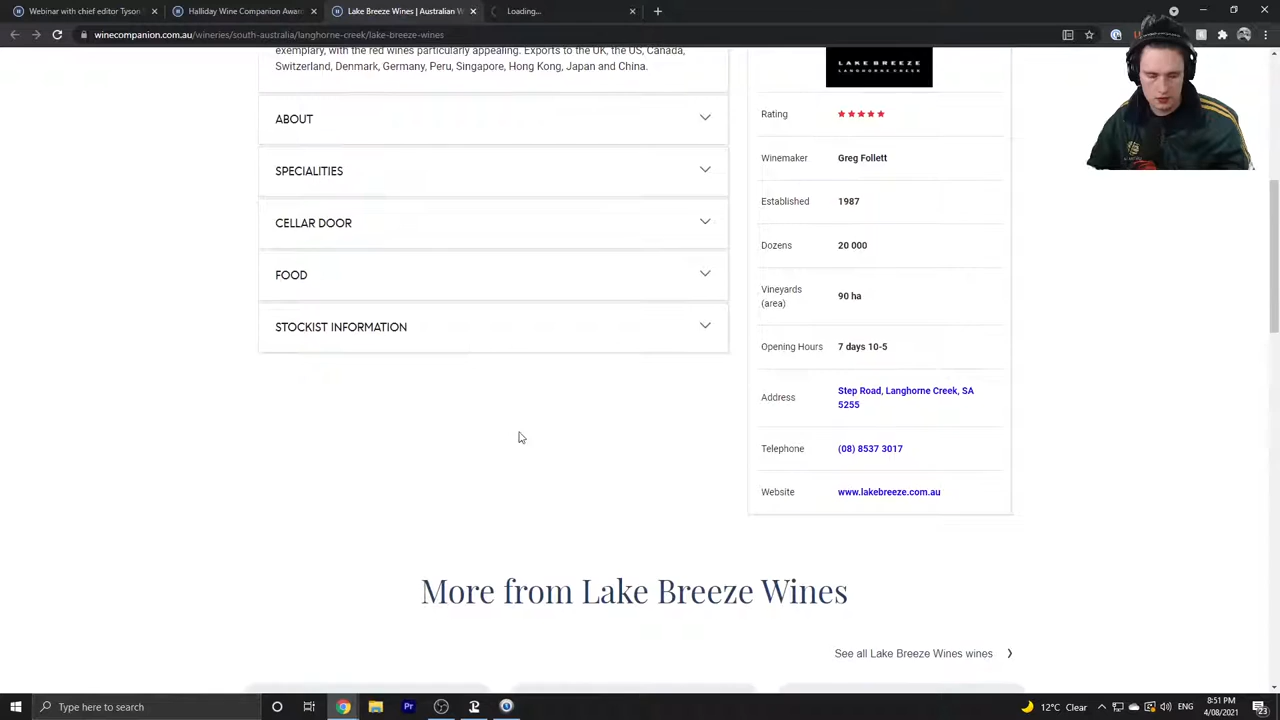 Webinar with chief editor Tyson
Halliday Wine Companion Award
Lake Breeze Wines | Australian W
Loading...
winecompanion.com.au/wineries/south-australia/langhorne-creek/lake-breeze-wines
exemplary, with the red wines particularly appealing. Exports to the UK, the US, Canada,
Switzerland, Denmark, Germany, Peru, Singapore, Hong Kong, Japan and China.
ABOUT
SPECIALITIES
CELLAR DOOR
FOOD
STOCKIST INFORMATION
LAKE BREEZE
LANGHORNE CREEK
Rating
Winemaker Greg Follett
Established 1987
Dozens 20 000
Vineyards (area) 90 ha
Opening Hours 7 days 10-5
Address Step Road, Langhorne Creek, SA
5255
Telephone (08) 8537 3017
Website www.lakebreeze.com.au
More from Lake Breeze Wines
See all Lake Breeze Wines wines
Type here to search
Pr
12°C Clear
ENG
8:51 PM
4/08/2021
23